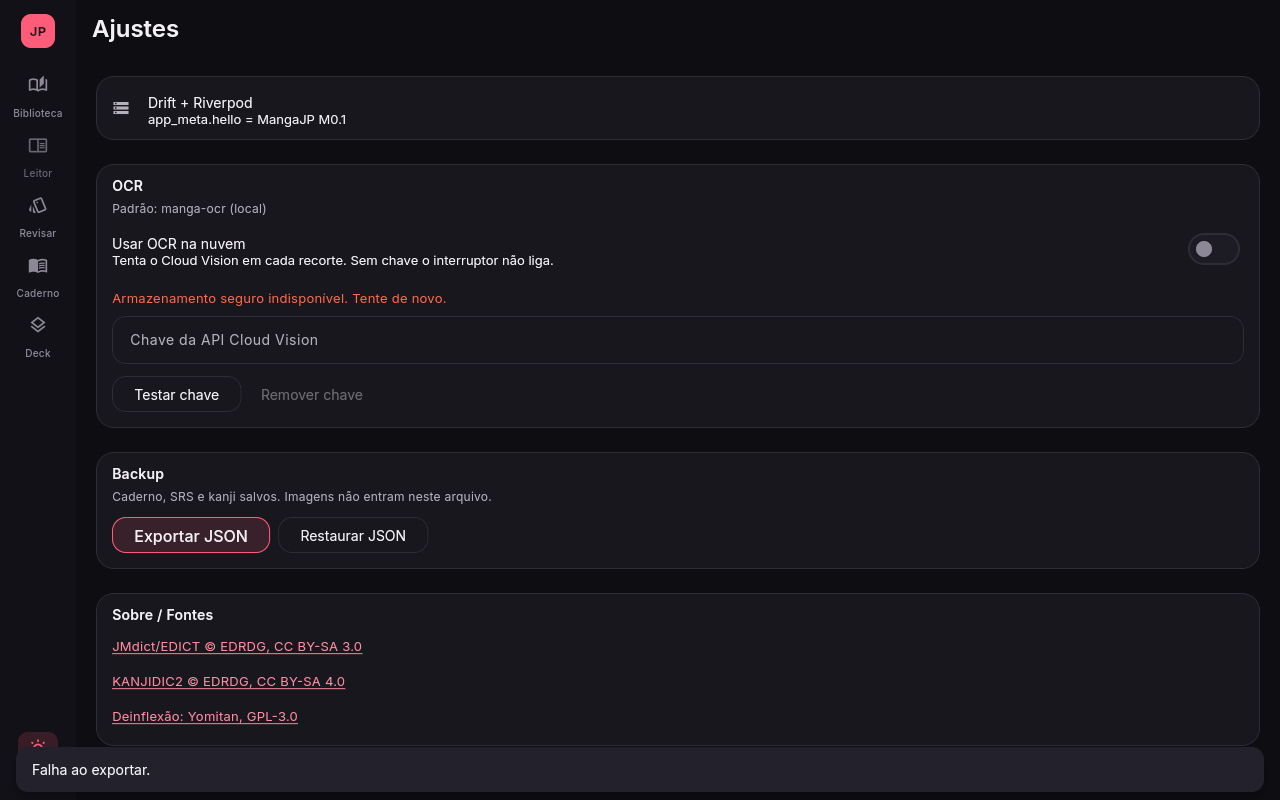 JP
Ajustes
Biblioteca
Leitor
Revisar
Caderno
Deck
Drift + Riverpod
app_meta.hello = MangaJP M0.1
OCR
Padrão: manga-ocr (local)
Usar OCR na nuvem
Tenta o Cloud Vision em cada recorte. Sem chave o interruptor não liga.
Armazenamento seguro indisponível. Tente de novo.
Chave da API Cloud Vision
Testar chave
Remover chave
Backup
Caderno, SRS e kanji salvos. Imagens não entram neste arquivo.
Exportar JSON
Restaurar JSON
Sobre / Fontes
JMdict/EDICT © EDRDG, CC BY-SA 3.0
KANJIDIC2 © EDRDG, CC BY-SA 4.0
Deinflexão: Yomitan, GPL-3.0
Falha ao exportar.